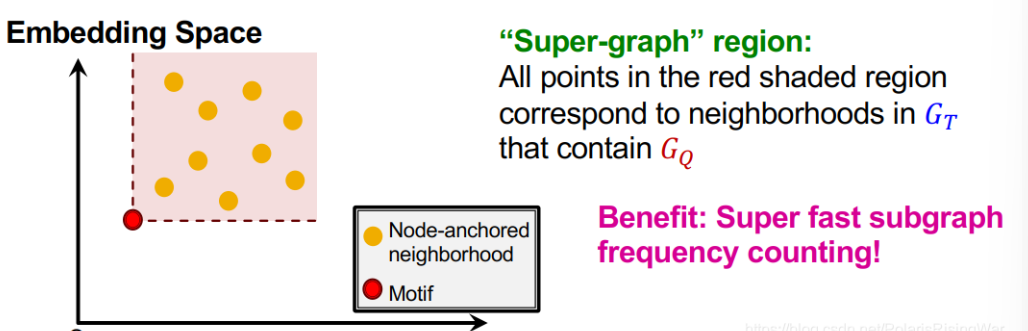 Embedding Space
“Super-graph” region:
All points in the red shaded region
correspond to neighborhoods in G_T
that contain G_Q
Node-anchored
neighborhood
Motif
Benefit: Super fast subgraph
frequency counting!
https://blog.csdn.net/PolarisRisingWar